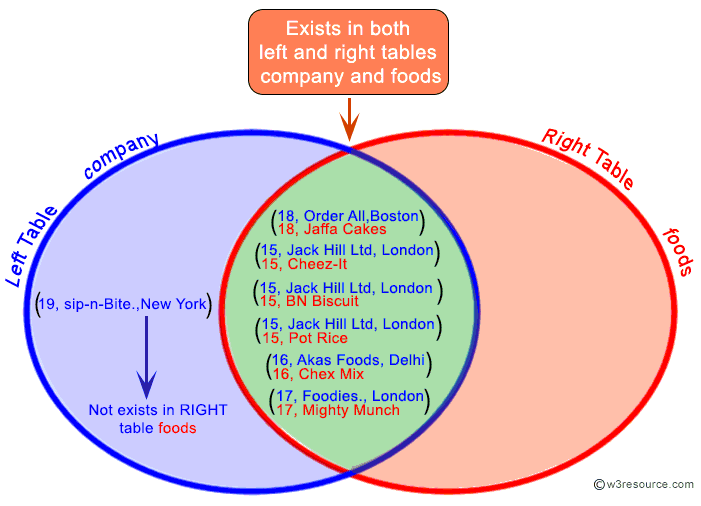 Exists in both
left and right tables
company and foods
Left Table
company
Right Table
foods
(18, Order All,Boston)
18, Jaffa Cakes
(15, Jack Hill Ltd, London)
15, Cheez-It
(15, Jack Hill Ltd, London)
15, BN Biscuit
(15, Jack Hill Ltd, London)
15, Pot Rice
(16, Akas Foods, Delhi)
16, Chex Mix
(17, Foodies., London)
17, Mighty Munch
(19, sip-n-Bite.,New York)
Not exists in RIGHT
table foods
©w3resource.com